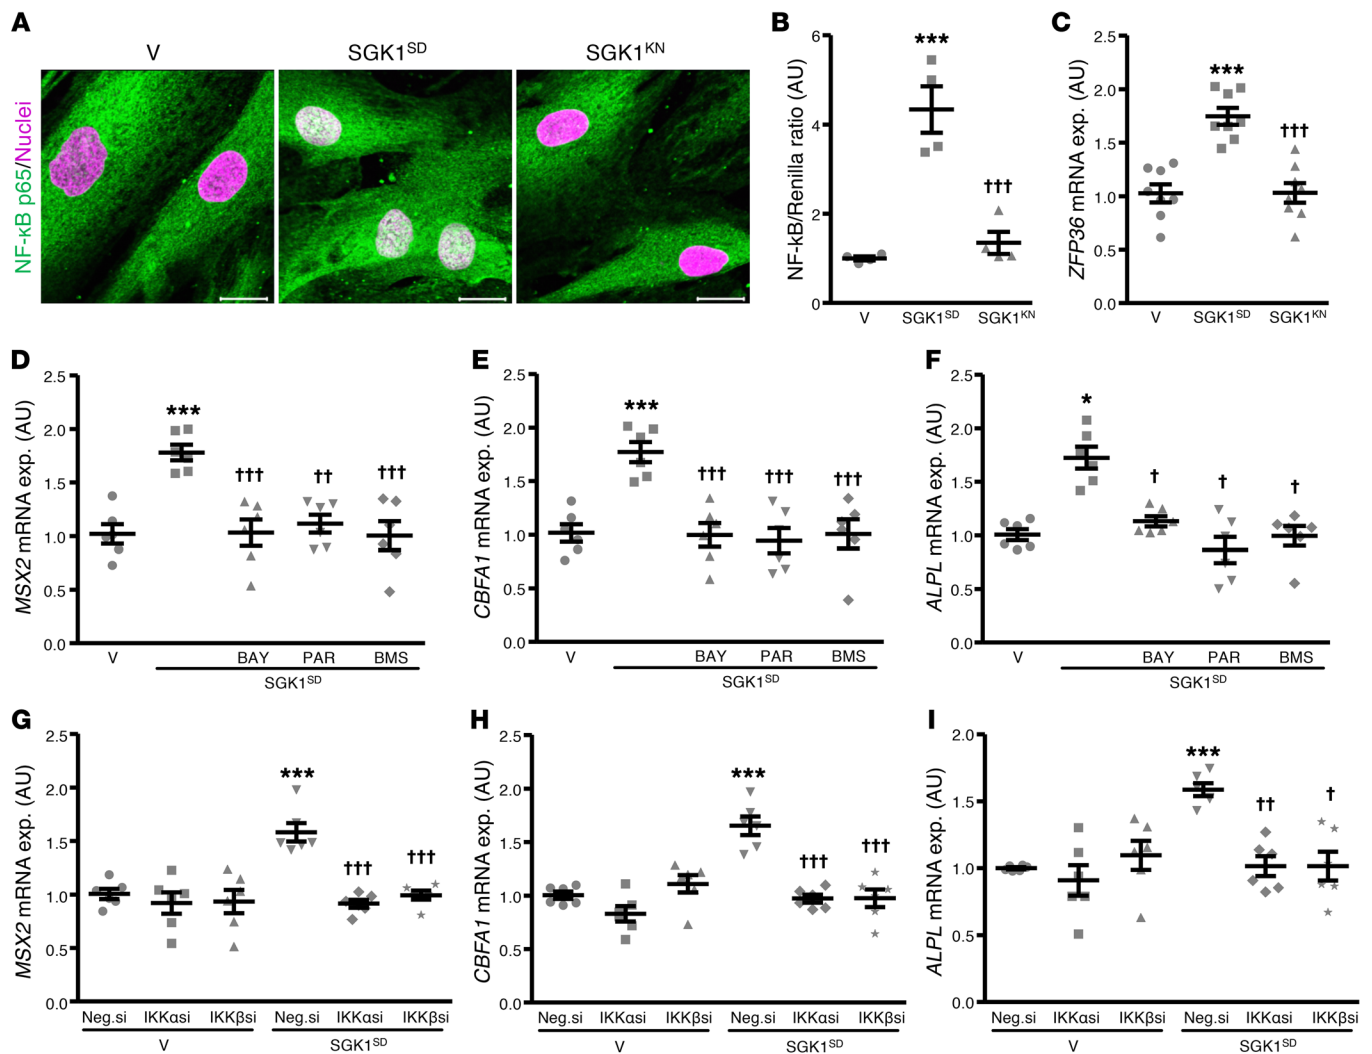 A
V
SGK1SD
SGK1KN
NF-κB p65/Nuclei
B
NF-κB/Renilla ratio (AU)
6
4
2
0
***
†††
V
SGK1SD
SGK1KN
C
ZFP36 mRNA exp. (AU)
2.5
2.0
1.5
1.0
0.5
0.0
***
†††
V
SGK1SD
SGK1KN
D
MSX2 mRNA exp. (AU)
2.5
2.0
1.5
1.0
0.5
0.0
***
†††
††
†††
V
BAY
PAR
BMS
SGK1SD
E
CBFA1 mRNA exp. (AU)
2.5
2.0
1.5
1.0
0.5
0.0
***
†††
†††
†††
V
BAY
PAR
BMS
SGK1SD
F
ALPL mRNA exp. (AU)
2.5
2.0
1.5
1.0
0.5
0.0
*
†
†
†
V
BAY
PAR
BMS
SGK1SD
G
MSX2 mRNA exp. (AU)
2.5
2.0
1.5
1.0
0.5
0.0
***
†††
†††
Neg.si IKKαsi IKKβsi Neg.si IKKαsi IKKβsi
V
SGK1SD
H
CBFA1 mRNA exp. (AU)
2.5
2.0
1.5
1.0
0.5
0.0
***
†††
†††
Neg.si IKKαsi IKKβsi Neg.si IKKαsi IKKβsi
V
SGK1SD
I
ALPL mRNA exp. (AU)
2.0
1.5
1.0
0.5
0.0
***
††
†
Neg.si IKKαsi IKKβsi Neg.si IKKαsi IKKβsi
V
SGK1SD